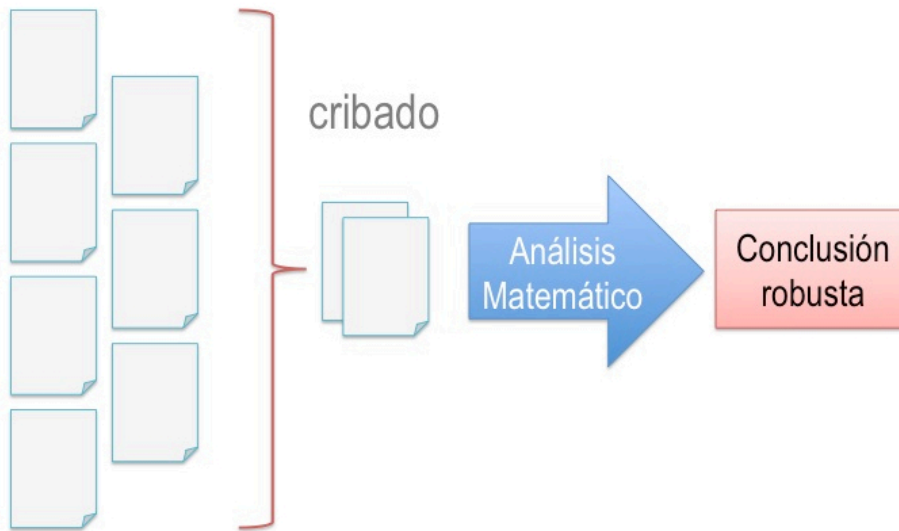 cribado
Análisis
Matemático
Conclusión
robusta